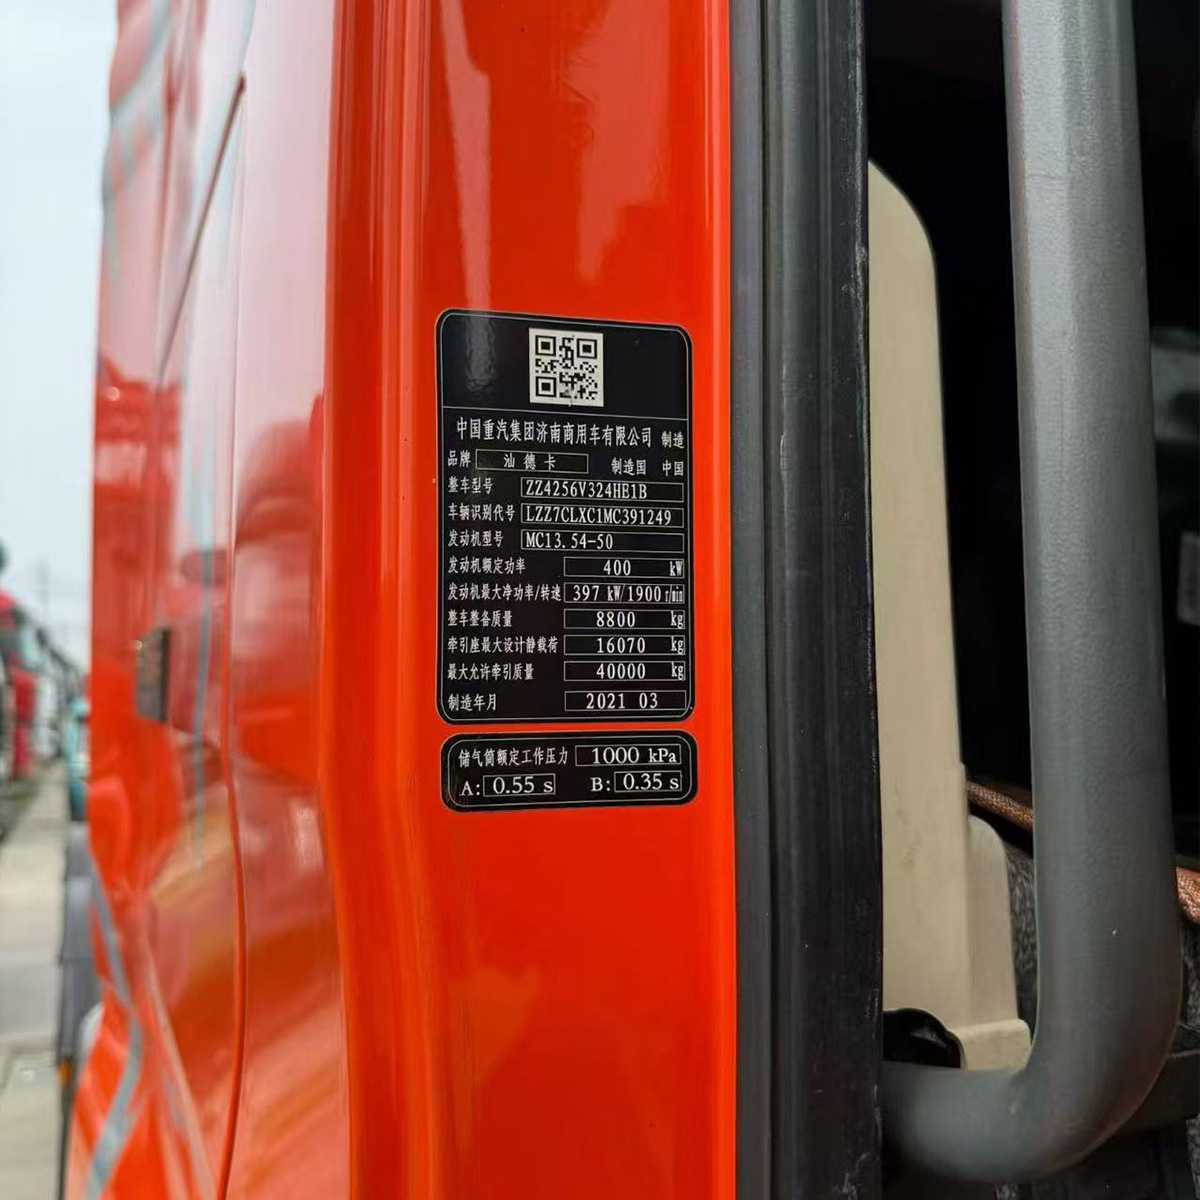 中国重汽集团济南商用车有限公司 制造
品牌 汕德卡 制造国 中国
整车型号 ZZ4256V324HE1B
车辆识别代号 LZZ7CLXC1MC391249
发动机型号 MC13.54-50
发动机额定功率 400 kW
发动机最大净功率/转速 397 kW/1900 r/min
整车整备质量 8800 kg
牵引座最大设计静载荷 16070 kg
最大允许牵引质量 40000 kg
制造年月 2021 03
储气筒额定工作压力 1000 kPa
A: 0.55 s B: 0.35 s